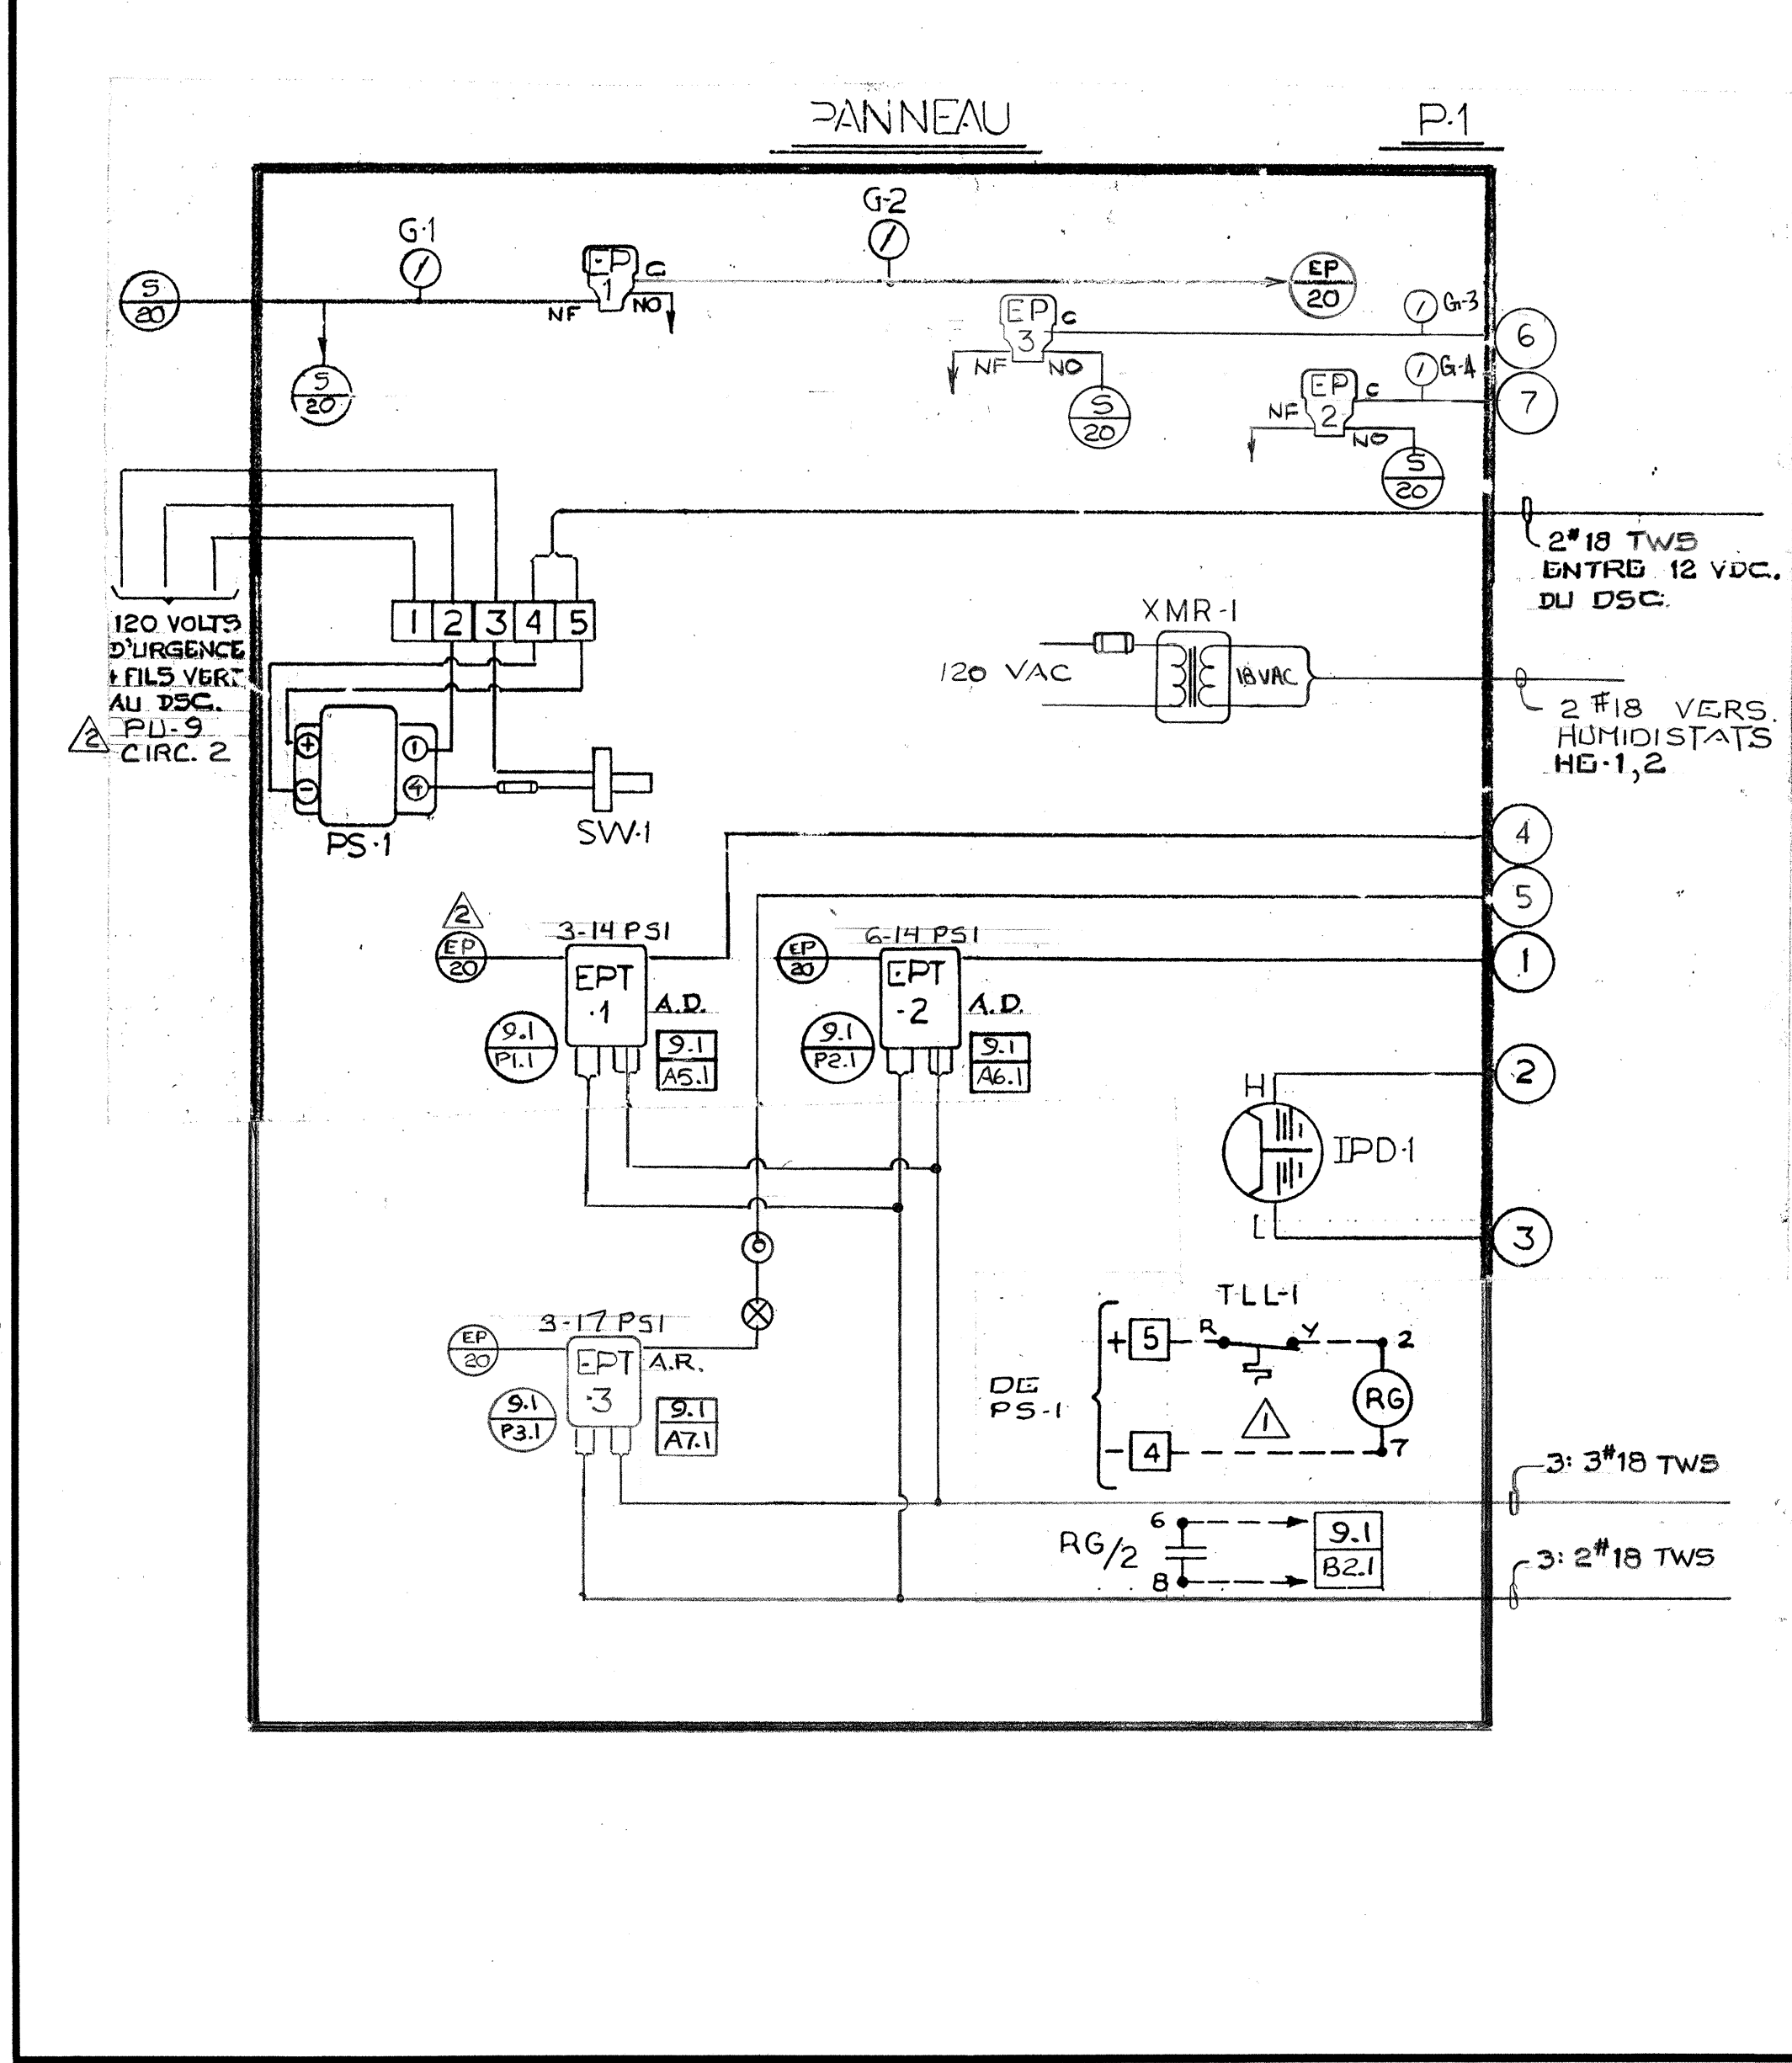 PANNEAU
P.1
G-1
EP
1
C
NO
NF
G-2
EP
20
S
20
S
20
EP
3
C
NF
NO
S
20
G-3
6
EP
2
C
NF
NO
S
20
G-4
7
2#18 TWS
ENTRE 12 VDC.
DU DSC.
1 2 3 4 5
120 VOLTS
D'URGENCE
+ FILS VERT
AU DSC.
2
PU-9
CIRC. 2
+
-
1
4
PS-1
SW-1
XMR-1
120 VAC
18 VAC
2 #18 VERS.
HUMIDISTATS
HG-1,2
4
5
1
2
3
2
EP
20
3-14 PSI
EPT
-1
A.D.
9.1
P1.1
9.1
A5.1
EP
20
6-14 PSI
EPT
-2
A.D.
9.1
P2.1
9.1
A6.1
H
IPD-1
L
EP
20
3-17 PSI
EPT
-3
A.R.
9.1
P3.1
9.1
A7.1
TLL-1
DE
PS-1
+ 5 R Y 2
RG
1
- 4 7
3: 3#18 TWS
RG/2
6
8
9.1
B2.1
3: 2#18 TWS